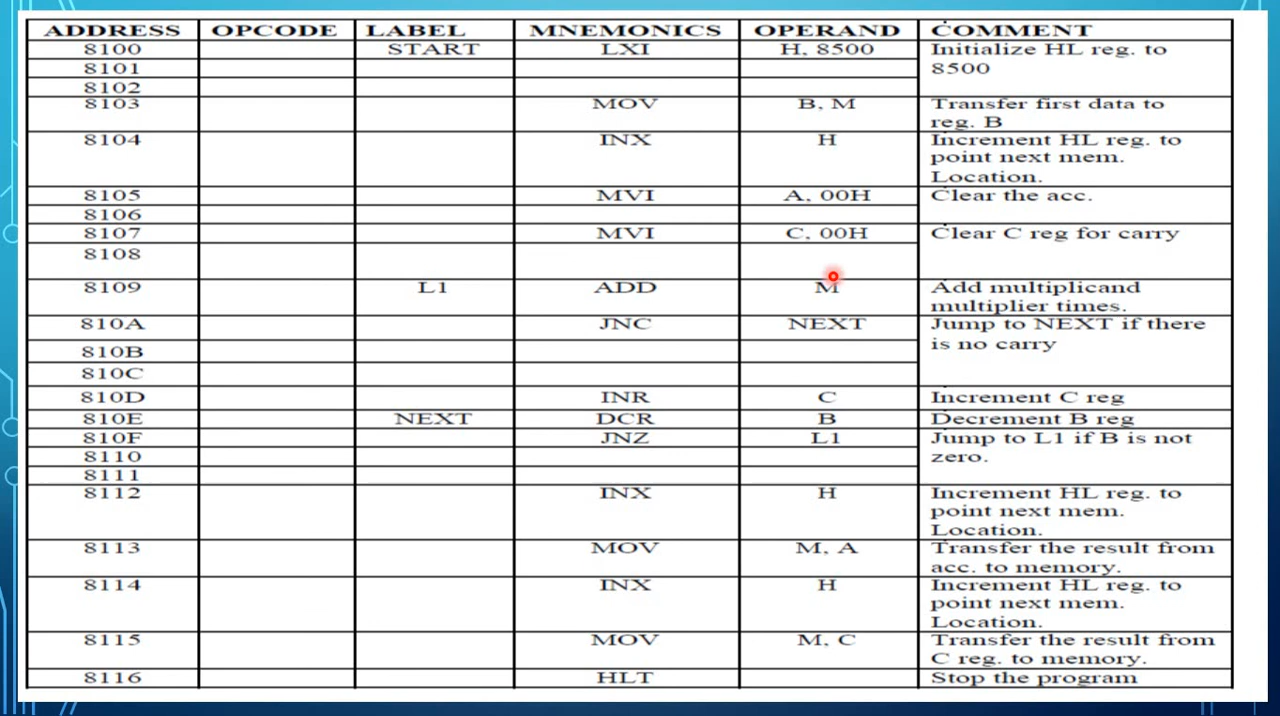 ADDRESS OPCODE LABEL MNEMONICS OPERAND COMMENT
8100 START LXI H, 8500 Initialize HL reg. to
8101 8500
8102
8103 MOV B, M Transfer first data to
reg. B
8104 INX H Increment HL reg. to
point next mem.
Location.
8105 MVI A, 00H Clear the acc.
8106
8107 MVI C, 00H Clear C reg for carry
8108
8109 L1 ADD M Add multiplicand
multiplier times.
810A JNC NEXT Jump to NEXT if there
is no carry
810B
810C
810D INR C Increment C reg
810E NEXT DCR B Decrement B reg
810F JNZ L1 Jump to L1 if B is not
8110 zero.
8111
8112 INX H Increment HL reg. to
point next mem.
Location.
8113 MOV M, A Transfer the result from
acc. to memory.
8114 INX H Increment HL reg. to
point next mem.
Location.
8115 MOV M, C Transfer the result from
C reg. to memory.
8116 HLT Stop the program